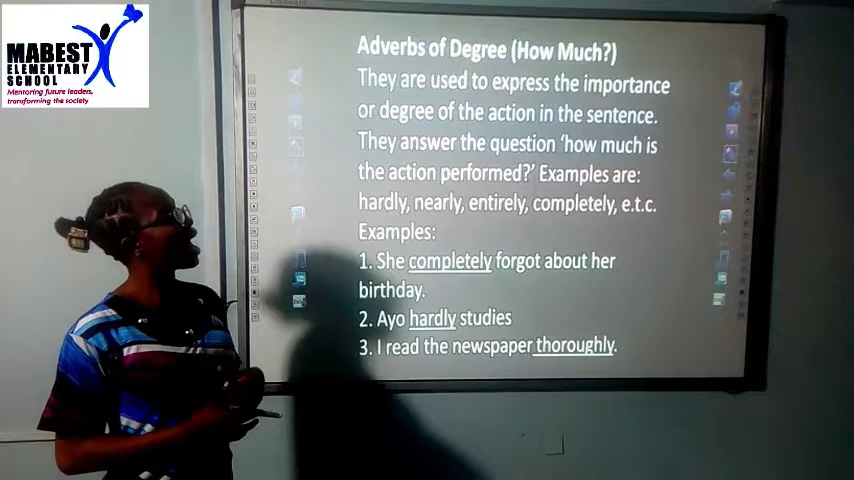 MABEST
ELEMENTARY
SCHOOL
Mentoring future leaders,
transforming the society
Adverbs of Degree (How Much?)
They are used to express the importance
or degree of the action in the sentence.
They answer the question ‘how much is
the action performed?’ Examples are:
hardly, nearly, entirely, completely, e.t.c.
Examples:
1. She completely forgot about her
birthday.
2. Ayo hardly studies
3. I read the newspaper thoroughly.